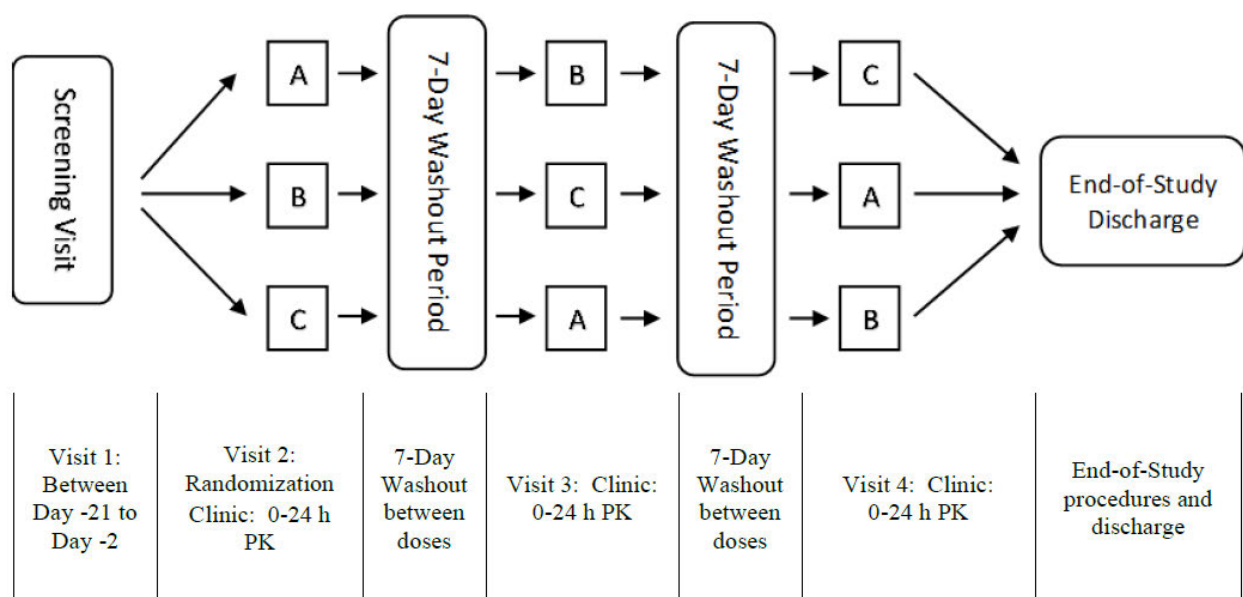 Screening Visit
A
B
C
7-Day Washout Period
B
C
A
7-Day Washout Period
C
A
B
End-of-Study
Discharge
Visit 1:
Between
Day -21 to
Day -2
Visit 2:
Randomization
Clinic: 0-24 h
PK
7-Day
Washout
between
doses
Visit 3: Clinic:
0-24 h PK
7-Day
Washout
between
doses
Visit 4: Clinic:
0-24 h PK
End-of-Study
procedures and
discharge